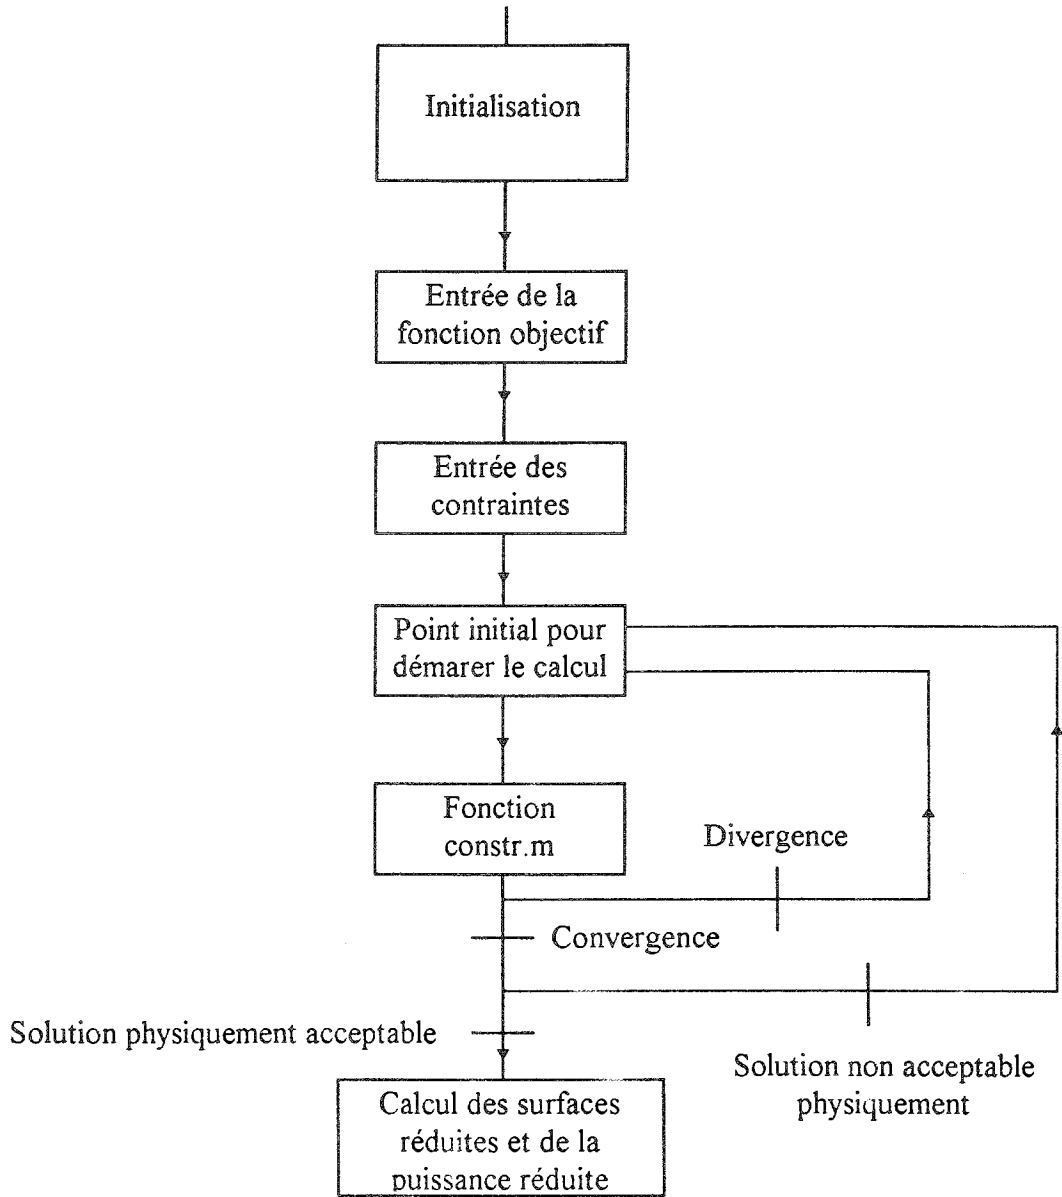 Initialisation
Entrée de la
fonction objectif
Entrée des
contraintes
Point initial pour
démarer le calcul
Fonction
constr.m
Divergence
Convergence
Solution physiquement acceptable
Solution non acceptable
physiquement
Calcul des surfaces
réduites et de la
puissance réduite